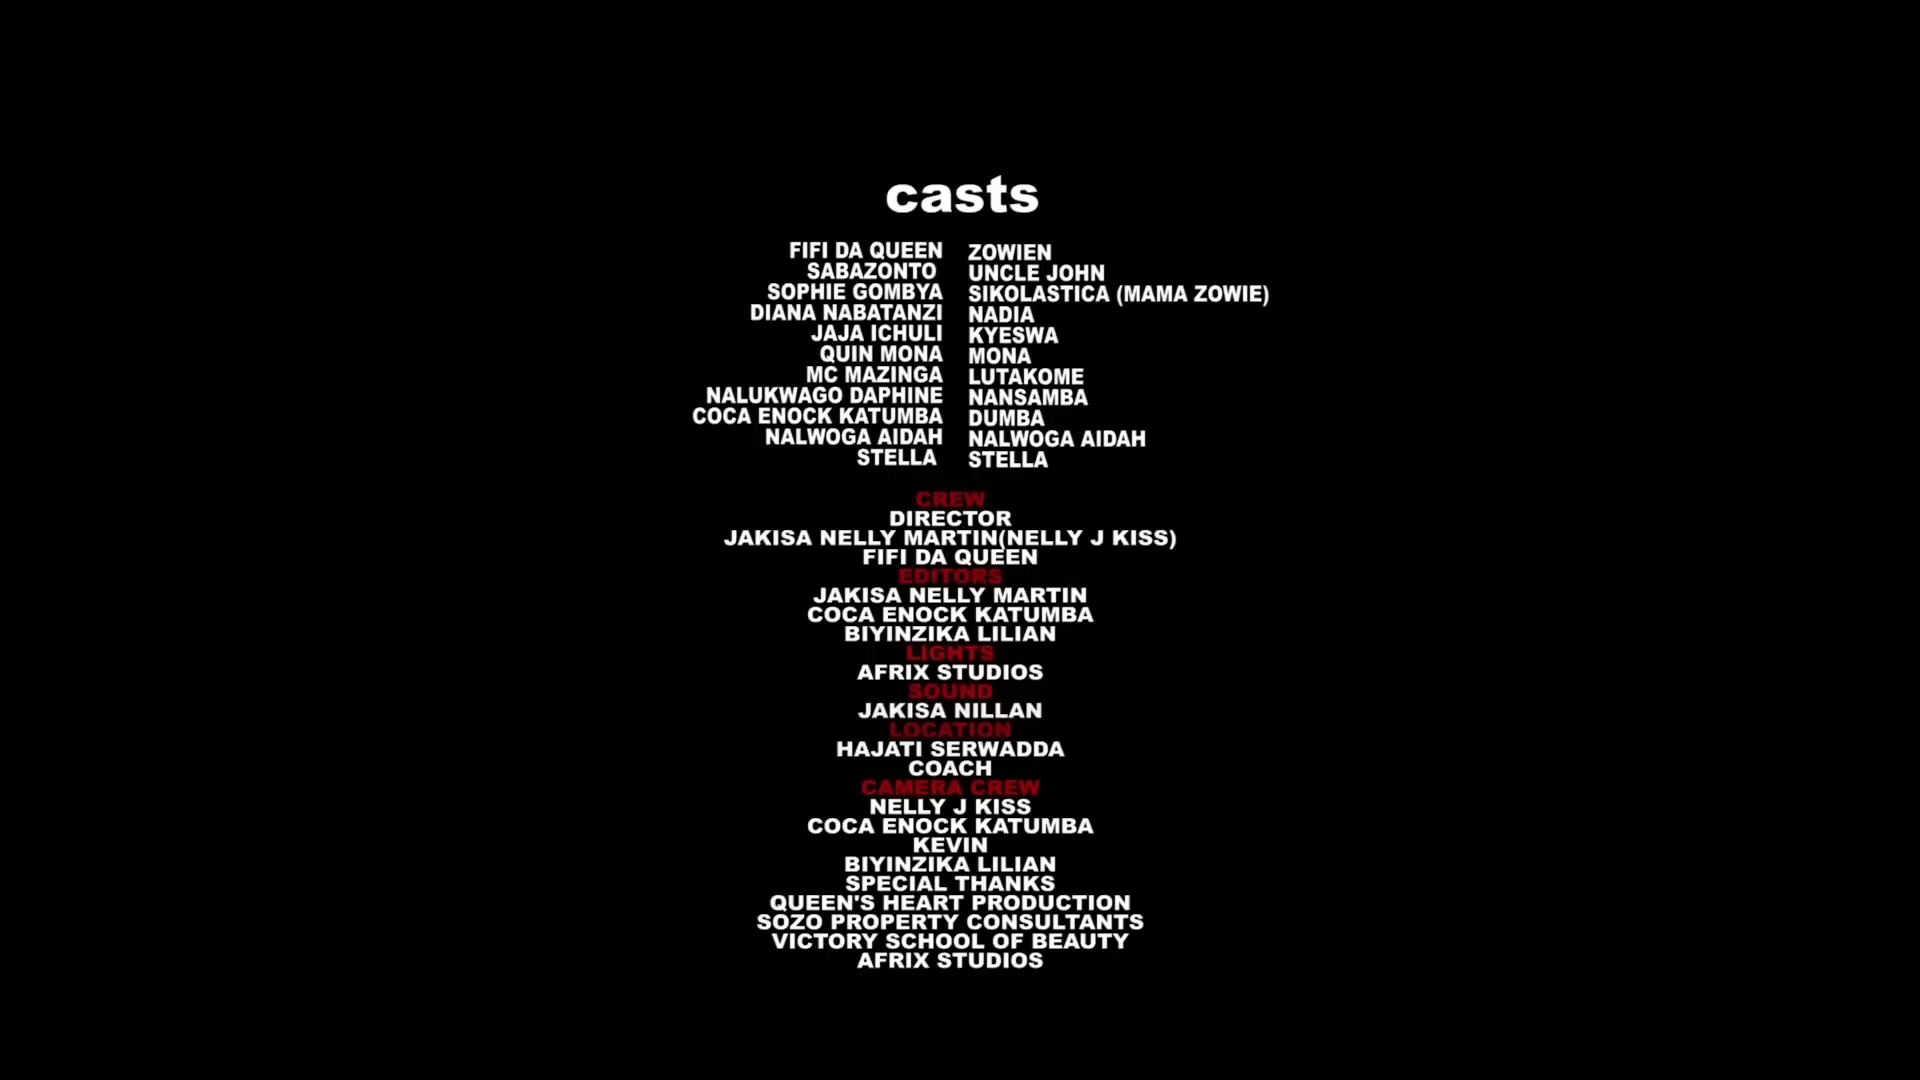 casts
FIFI DA QUEEN ZOWIEN
SABAZONTO UNCLE JOHN
SOPHIE GOMBYA SIKOLASTICA (MAMA ZOWIE)
DIANA NABATANZI NADIA
JAJA ICHULI KYESWA
QUIN MONA MONA
MC MAZINGA LUTAKOME
NALUKWAGO DAPHINE NANSAMBA
COCA ENOCK KATUMBA DUMBA
NALWOGA AIDAH NALWOGA AIDAH
STELLA STELLA
CREW
DIRECTOR
JAKISA NELLY MARTIN(NELLY J KISS)
FIFI DA QUEEN
EDITORS
JAKISA NELLY MARTIN
COCA ENOCK KATUMBA
BIYINZIKA LILIAN
LIGHTS
AFRIX STUDIOS
SOUND
JAKISA NILLAN
LOCATION
HAJATI SERWADDA
COACH
CAMERA CREW
NELLY J KISS
COCA ENOCK KATUMBA
KEVIN
BIYINZIKA LILIAN
SPECIAL THANKS
QUEEN'S HEART PRODUCTION
SOZO PROPERTY CONSULTANTS
VICTORY SCHOOL OF BEAUTY
AFRIX STUDIOS